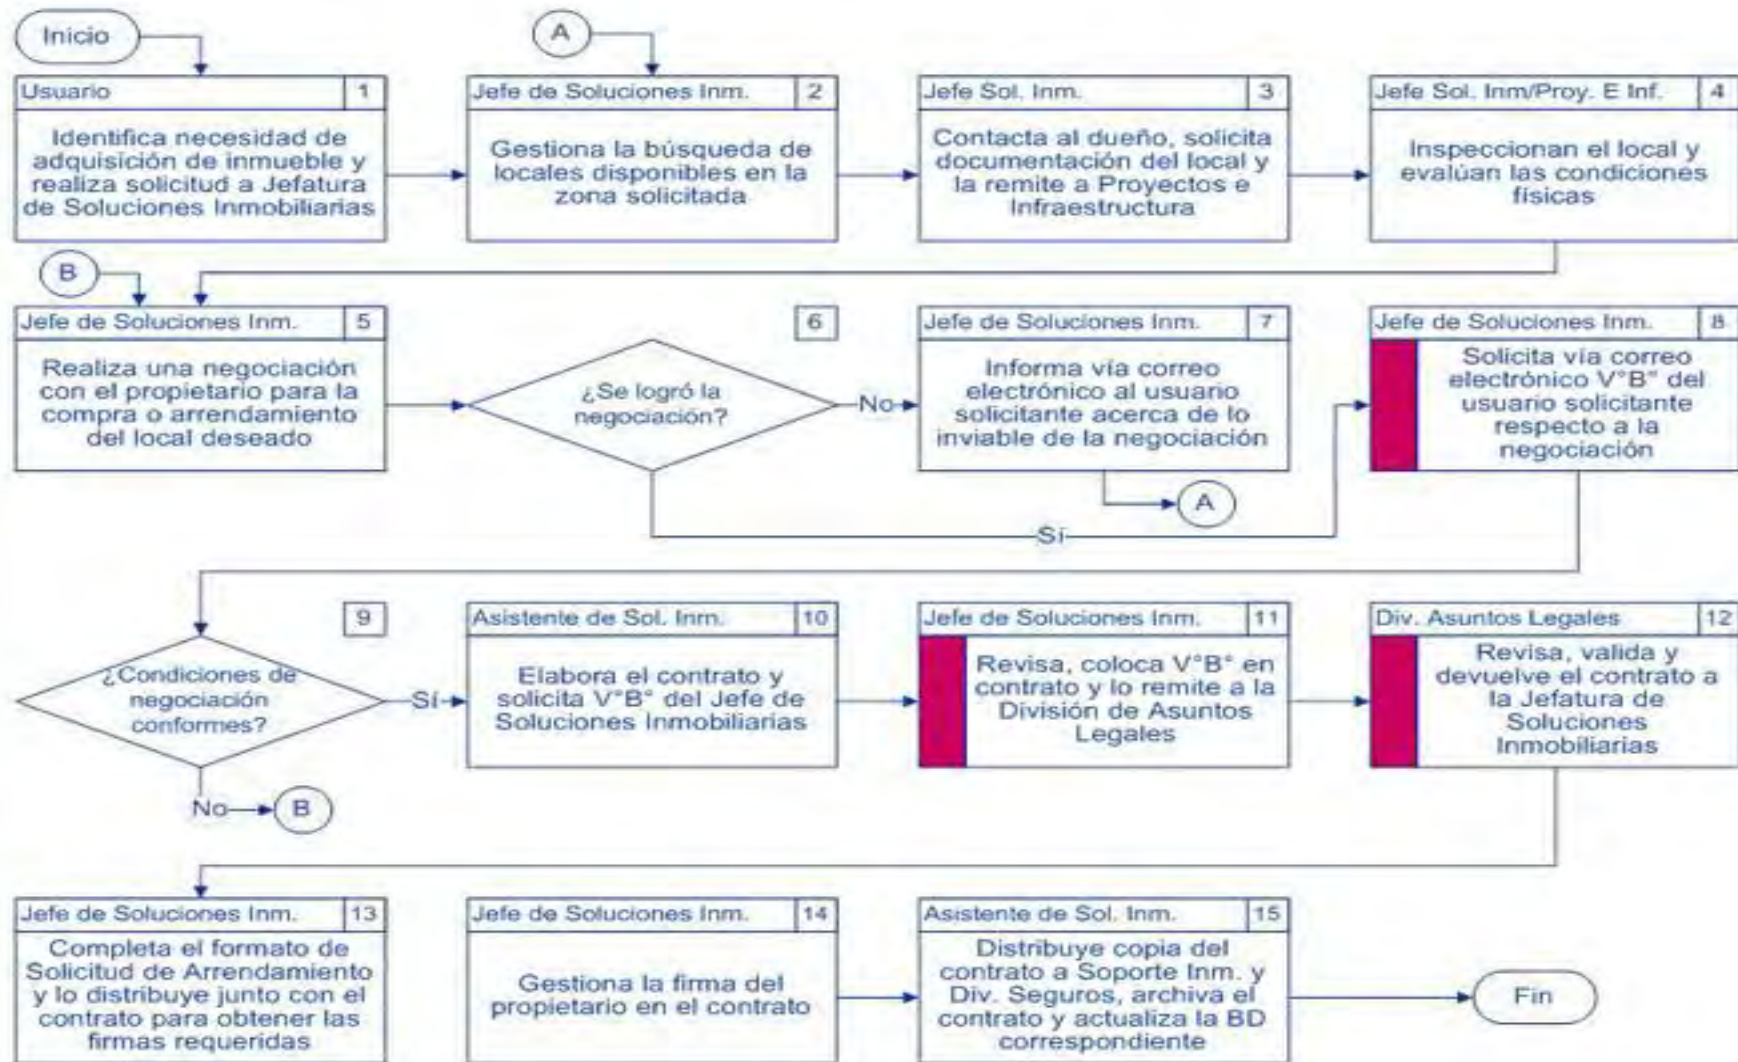 Inicio
A
Usuario 1
Identifica necesidad de
adquisición de inmueble y
realiza solicitud a Jefatura
de Soluciones Inmobiliarias
Jefe de Soluciones Inm. 2
Gestiona la búsqueda de
locales disponibles en la
zona solicitada
Jefe Sol. Inm. 3
Contacta al dueño, solicita
documentación del local y
la remite a Proyectos e
Infraestructura
Jefe Sol. Inm/Proy. E Inf. 4
Inspeccionan el local y
evalúan las condiciones
físicas
B
Jefe de Soluciones Inm. 5
Realiza una negociación
con el propietario para la
compra o arrendamiento
del local deseado
6
¿Se logró la
negociación?
No
Sí
Jefe de Soluciones Inm. 7
Informa vía correo
electrónico al usuario
solicitante acerca de lo
inviable de la negociación
A
Jefe de Soluciones Inm. 8
Solicita vía correo
electrónico V°B° del
usuario solicitante
respecto a la
negociación
9
¿Condiciones de
negociación
conformes?
Sí
No
B
Asistente de Sol. Inm. 10
Elabora el contrato y
solicita V°B° del Jefe de
Soluciones Inmobiliarias
Jefe de Soluciones Inm. 11
Revisa, coloca V°B° en
contrato y lo remite a la
División de Asuntos
Legales
Div. Asuntos Legales 12
Revisa, valida y
devuelve el contrato a
la Jefatura de
Soluciones
Inmobiliarias
Jefe de Soluciones Inm. 13
Completa el formato de
Solicitud de Arrendamiento
y lo distribuye junto con el
contrato para obtener las
firmas requeridas
Jefe de Soluciones Inm. 14
Gestiona la firma del
propietario en el contrato
Asistente de Sol. Inm. 15
Distribuye copia del
contrato a Soporte Inm. y
Div. Seguros, archiva el
contrato y actualiza la BD
correspondiente
Fin